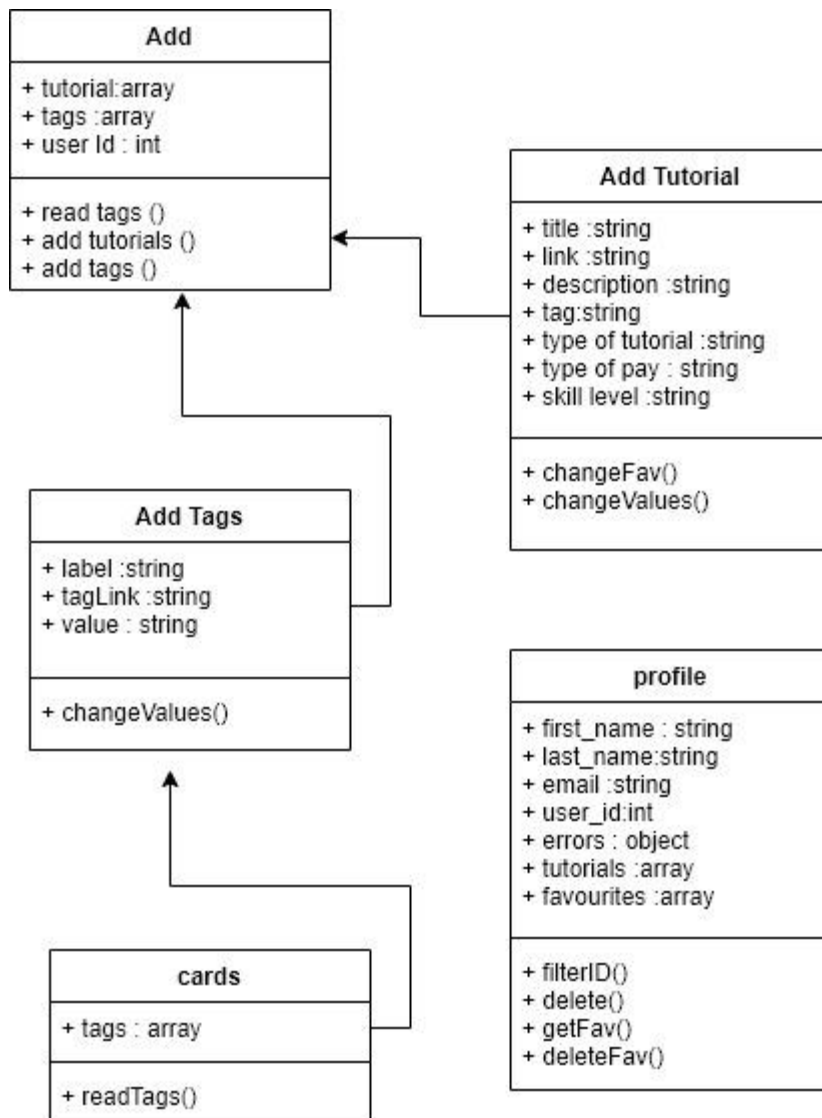 Add
+ tutorial:array
+ tags :array
+ user Id : int
+ read tags ()
+ add tutorials ()
+ add tags ()
Add Tutorial
+ title :string
+ link :string
+ description :string
+ tag:string
+ type of tutorial :string
+ type of pay : string
+ skill level :string
+ changeFav()
+ changeValues()
Add Tags
+ label :string
+ tagLink :string
+ value : string
+ changeValues()
profile
+ first_name : string
+ last_name:string
+ email :string
+ user_id:int
+ errors : object
+ tutorials :array
+ favourites :array
+ filterID()
+ delete()
+ getFav()
+ deleteFav()
cards
+ tags : array
+ readTags()